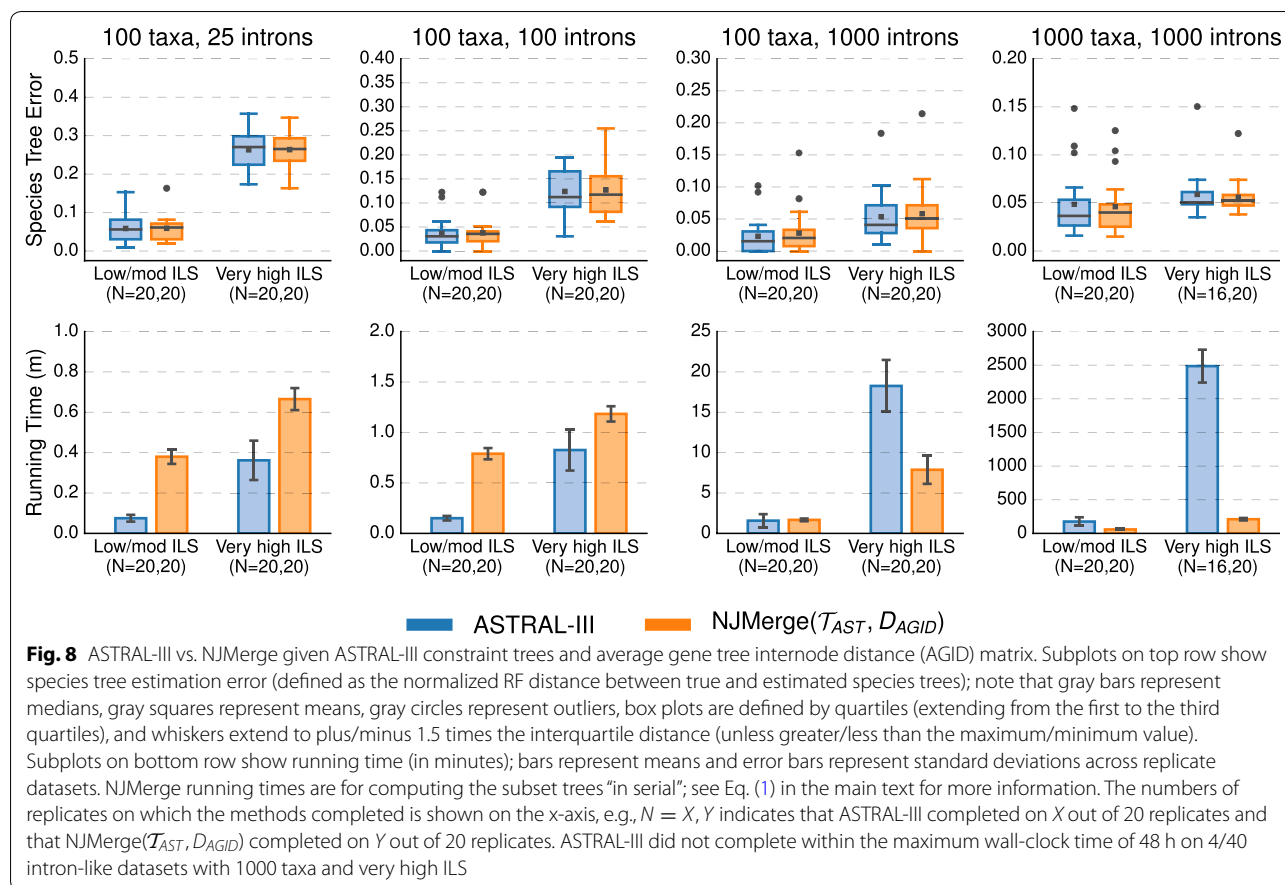 100 taxa, 25 introns
100 taxa, 100 introns
100 taxa, 1000 introns
1000 taxa, 1000 introns
Species Tree Error
0.5
0.4
0.3
0.2
0.1
0.0
Low/mod ILS
(N=20,20)
Very high ILS
(N=20,20)
0.40
0.35
0.30
0.25
0.20
0.15
0.10
0.05
0.00
Low/mod ILS
(N=20,20)
Very high ILS
(N=20,20)
0.30
0.25
0.20
0.15
0.10
0.05
0.00
Low/mod ILS
(N=20,20)
Very high ILS
(N=20,20)
0.20
0.15
0.10
0.05
0.00
Low/mod ILS
(N=20,20)
Very high ILS
(N=16,20)
Running Time (m)
1.0
0.8
0.6
0.4
0.2
0.0
Low/mod ILS
(N=20,20)
Very high ILS
(N=20,20)
2.0
1.5
1.0
0.5
0.0
Low/mod ILS
(N=20,20)
Very high ILS
(N=20,20)
25
20
15
10
5
0
Low/mod ILS
(N=20,20)
Very high ILS
(N=20,20)
3000
2500
2000
1500
1000
500
0
Low/mod ILS
(N=20,20)
Very high ILS
(N=16,20)
ASTRAL-III
NJMerge(𝒯_AST, D_AGID)
Fig. 8 ASTRAL-III vs. NJMerge given ASTRAL-III constraint trees and average gene tree internode distance (AGID) matrix. Subplots on top row show
species tree estimation error (defined as the normalized RF distance between true and estimated species trees); note that gray bars represent
medians, gray squares represent means, gray circles represent outliers, box plots are defined by quartiles (extending from the first to the third
quartiles), and whiskers extend to plus/minus 1.5 times the interquartile distance (unless greater/less than the maximum/minimum value).
Subplots on bottom row show running time (in minutes); bars represent means and error bars represent standard deviations across replicate
datasets. NJMerge running times are for computing the subset trees “in serial”; see Eq. (1) in the main text for more information. The numbers of
replicates on which the methods completed is shown on the x-axis, e.g., N = X, Y indicates that ASTRAL-III completed on X out of 20 replicates and
that NJMerge(𝒯_AST, D_AGID) completed on Y out of 20 replicates. ASTRAL-III did not complete within the maximum wall-clock time of 48 h on 4/40
intron-like datasets with 1000 taxa and very high ILS